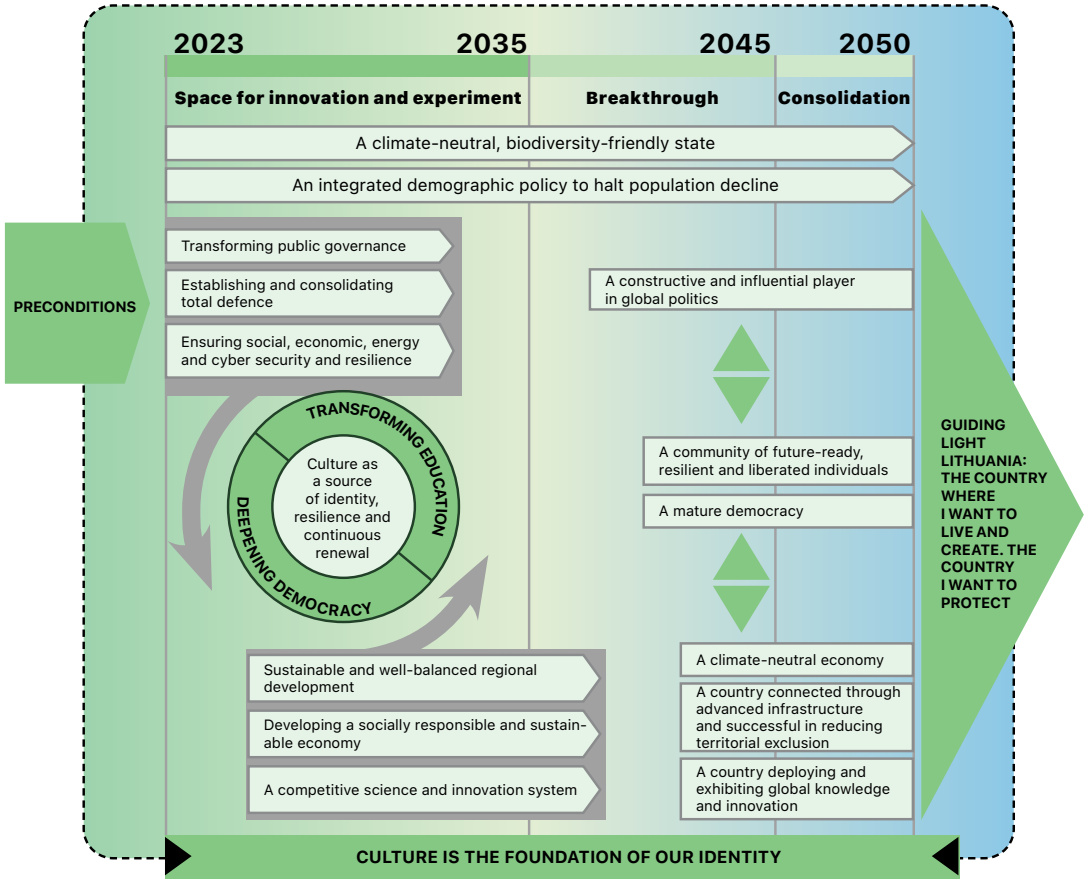 2023 2035 2045 2050
Space for innovation and experiment
Breakthrough
Consolidation
A climate-neutral, biodiversity-friendly state
An integrated demographic policy to halt population decline
PRECONDITIONS
Transforming public governance
Establishing and consolidating
total defence
Ensuring social, economic, energy
and cyber security and resilience
A constructive and influential player
in global politics
TRANSFORMING EDUCATION
DEEPENING DEMOCRACY
Culture as
a source
of identity,
resilience and
continuous
renewal
A community of future-ready,
resilient and liberated individuals
A mature democracy
Sustainable and well-balanced regional
development
Developing a socially responsible and sustain-
able economy
A competitive science and innovation system
A climate-neutral economy
A country connected through
advanced infrastructure
and successful in reducing
territorial exclusion
A country deploying and
exhibiting global knowledge
and innovation
GUIDING
LIGHT
LITHUANIA:
THE COUNTRY
WHERE
I WANT TO
LIVE AND
CREATE. THE
COUNTRY
I WANT TO
PROTECT
CULTURE IS THE FOUNDATION OF OUR IDENTITY